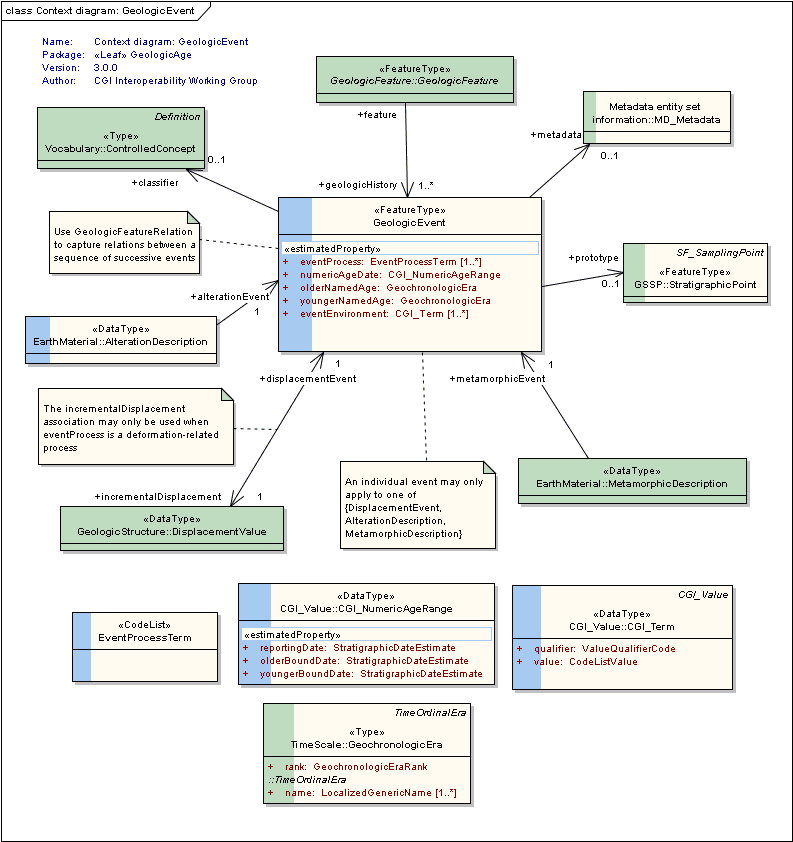 class Context diagram: GeologicEvent
Name: Context diagram: GeologicEvent
Package: «Leaf» GeologicAge
Version: 3.0.0
Author: CGI Interoperability Working Group
«FeatureType»
GeologicFeature::GeologicFeature
+feature
Metadata entity set
information::MD_Metadata
+metadata
0..1
Definition
«Type»
Vocabulary::ControlledConcept
0..1
+classifier
+geologicHistory
1..*
«FeatureType»
GeologicEvent
«estimatedProperty»
+ eventProcess: EventProcessTerm [1..*]
+ numericAgeDate: CGI_NumericAgeRange
+ olderNamedAge: GeochronologicEra
+ youngerNamedAge: GeochronologicEra
+ eventEnvironment: CGI_Term [1..*]
Use GeologicFeatureRelation
to capture relations between a
sequence of successive events
+prototype
0..1
SF_SamplingPoint
«FeatureType»
GSSP::StratigraphicPoint
+alterationEvent
1
«DataType»
EarthMaterial::AlterationDescription
1
+displacementEvent
1
+metamorphicEvent
The incrementalDisplacement
association may only be used when
eventProcess is a deformation-related
process
An individual event may only
apply to one of
{DisplacementEvent,
AlterationDescription,
MetamorphicDescription}
«DataType»
EarthMaterial::MetamorphicDescription
+incrementalDisplacement
1
«DataType»
GeologicStructure::DisplacementValue
«CodeList»
EventProcessTerm
«DataType»
CGI_Value::CGI_NumericAgeRange
«estimatedProperty»
+ reportingDate: StratigraphicDateEstimate
+ olderBoundDate: StratigraphicDateEstimate
+ youngerBoundDate: StratigraphicDateEstimate
CGI_Value
«DataType»
CGI_Value::CGI_Term
+ qualifier: ValueQualifierCode
+ value: CodeListValue
TimeOrdinalEra
«Type»
TimeScale::GeochronologicEra
+ rank: GeochronologicEraRank
::TimeOrdinalEra
+ name: LocalizedGenericName [1..*]